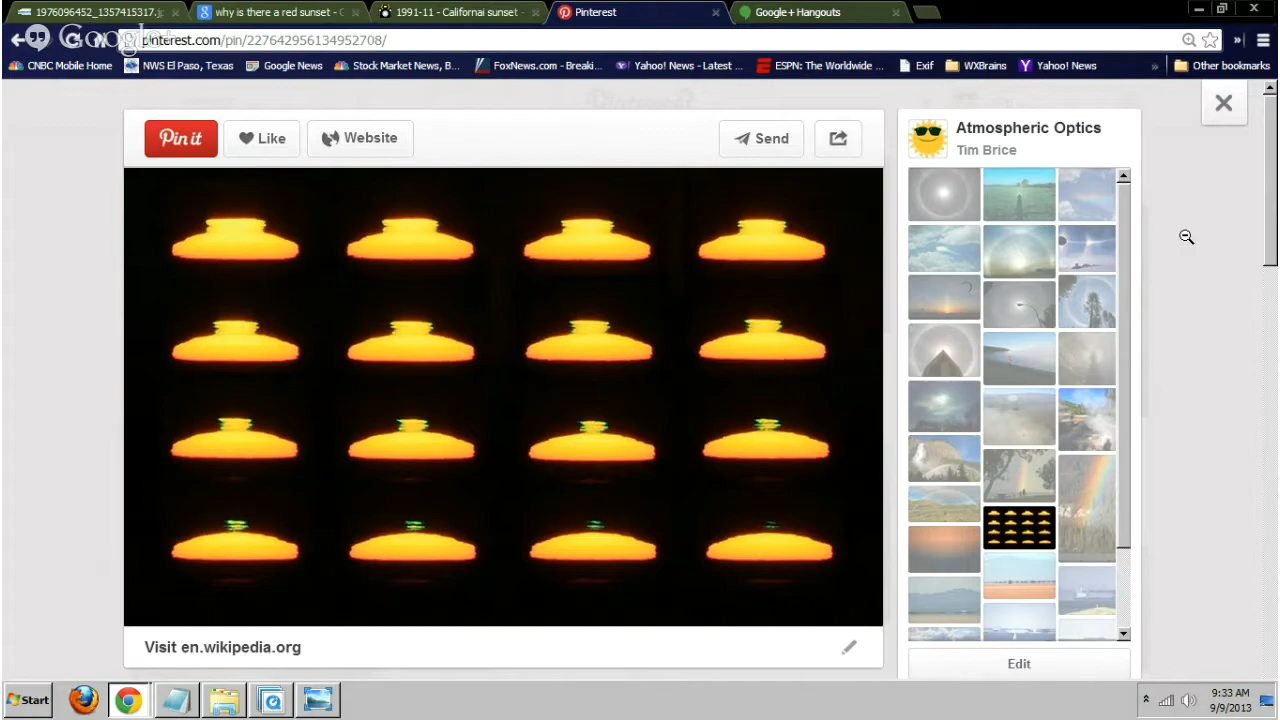 1976096452_1357415317.j
why is there a red sunset - G
1991-11 - Californai sunset -
Pinterest
Google+ Hangouts
Google+
pinterest.com/pin/227642956134952708/
CNBC Mobile Home
NWS El Paso, Texas
Google News
Stock Market News, B...
FoxNews.com - Breaki...
Yahoo! News - Latest ...
ESPN: The Worldwide ...
Exif
WXBrains
Yahoo! News
Other bookmarks
Pin it
Like
Website
Send
Atmospheric Optics
Tim Brice
Visit en.wikipedia.org
Edit
Start
9:33 AM
9/9/2013